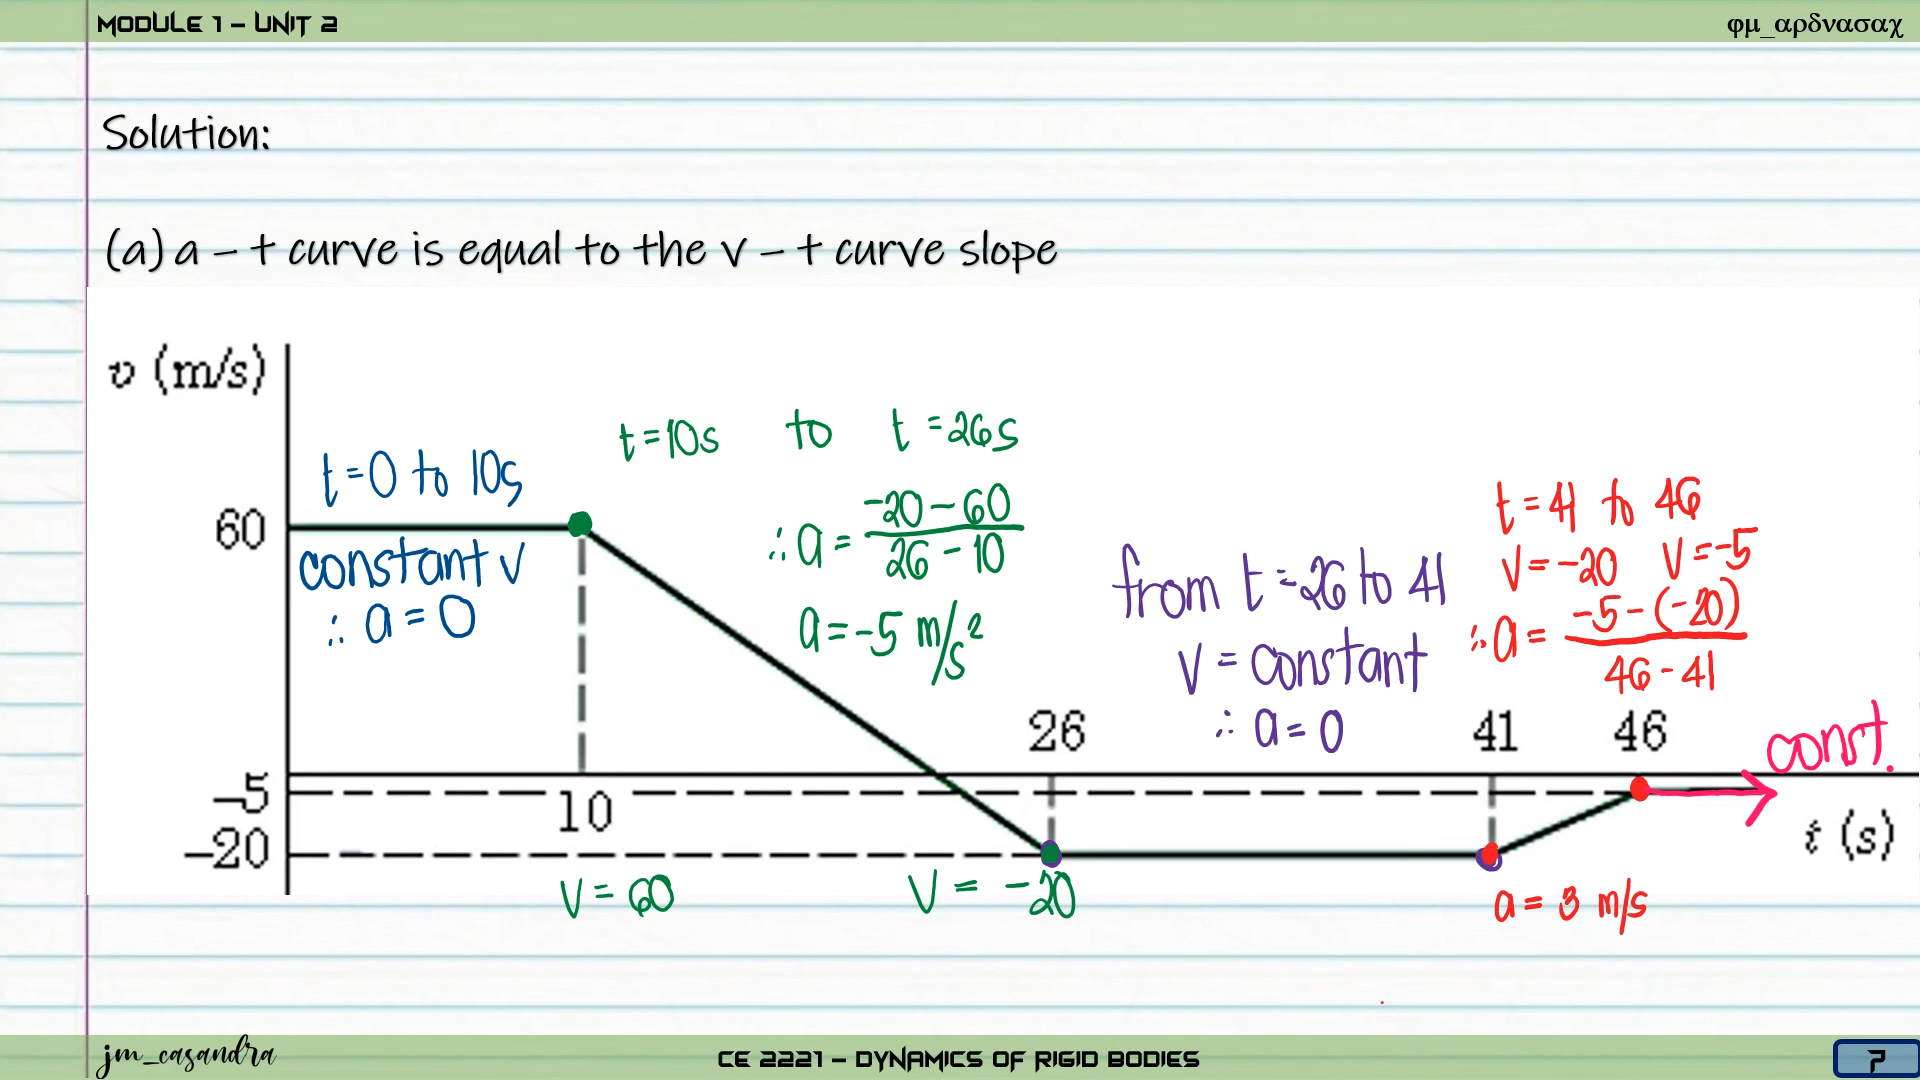 MODULE 1 – UNIT 2
φμ_αρδνασαχ
Solution:
(a) a – t curve is equal to the v – t curve slope
v (m/s)
t = 0 to 10s
60
constant v
∴ a = 0
t = 10s to t = 26s
∴ a = -20 - 60
26 - 10
a = -5 m/s²
from t = 26 to 41
v = constant
∴ a = 0
t = 41 to 46
v = -20 v = -5
∴ a = -5 - (-20)
46 - 41
26
41
46
const.
–5
10
–20
t (s)
v = 60
v = -20
a = 3 m/s
jm_casandra
CE 2221 – DYNAMICS OF RIGID BODIES
7